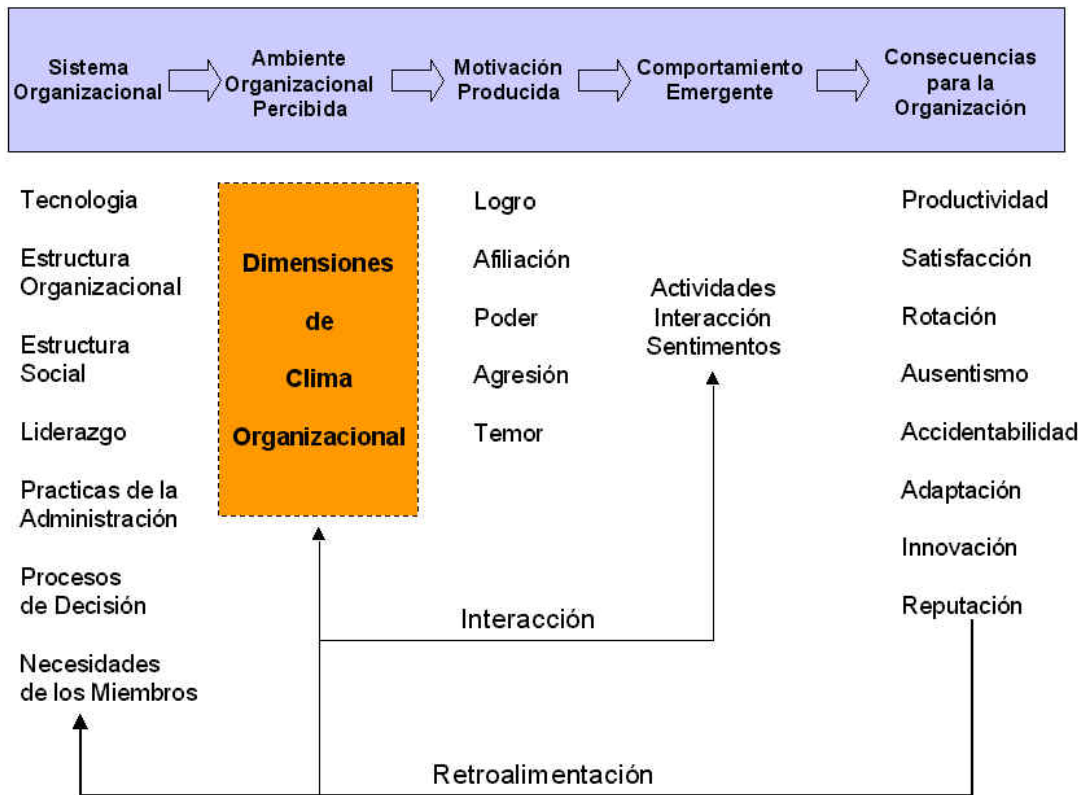 Sistema
Organizacional
Ambiente
Organizacional
Percibida
Motivación
Producida
Comportamiento
Emergente
Consecuencias
para la
Organización
Tecnologia
Estructura
Organizacional
Estructura
Social
Liderazgo
Practicas de la
Administración
Procesos
de Decisión
Necesidades
de los Miembros
Dimensiones
de
Clima
Organizacional
Logro
Afiliación
Poder
Agresión
Temor
Actividades
Interacción
Sentimentos
Productividad
Satisfacción
Rotación
Ausentismo
Accidentabilidad
Adaptación
Innovación
Reputación
Interacción
Retroalimentación